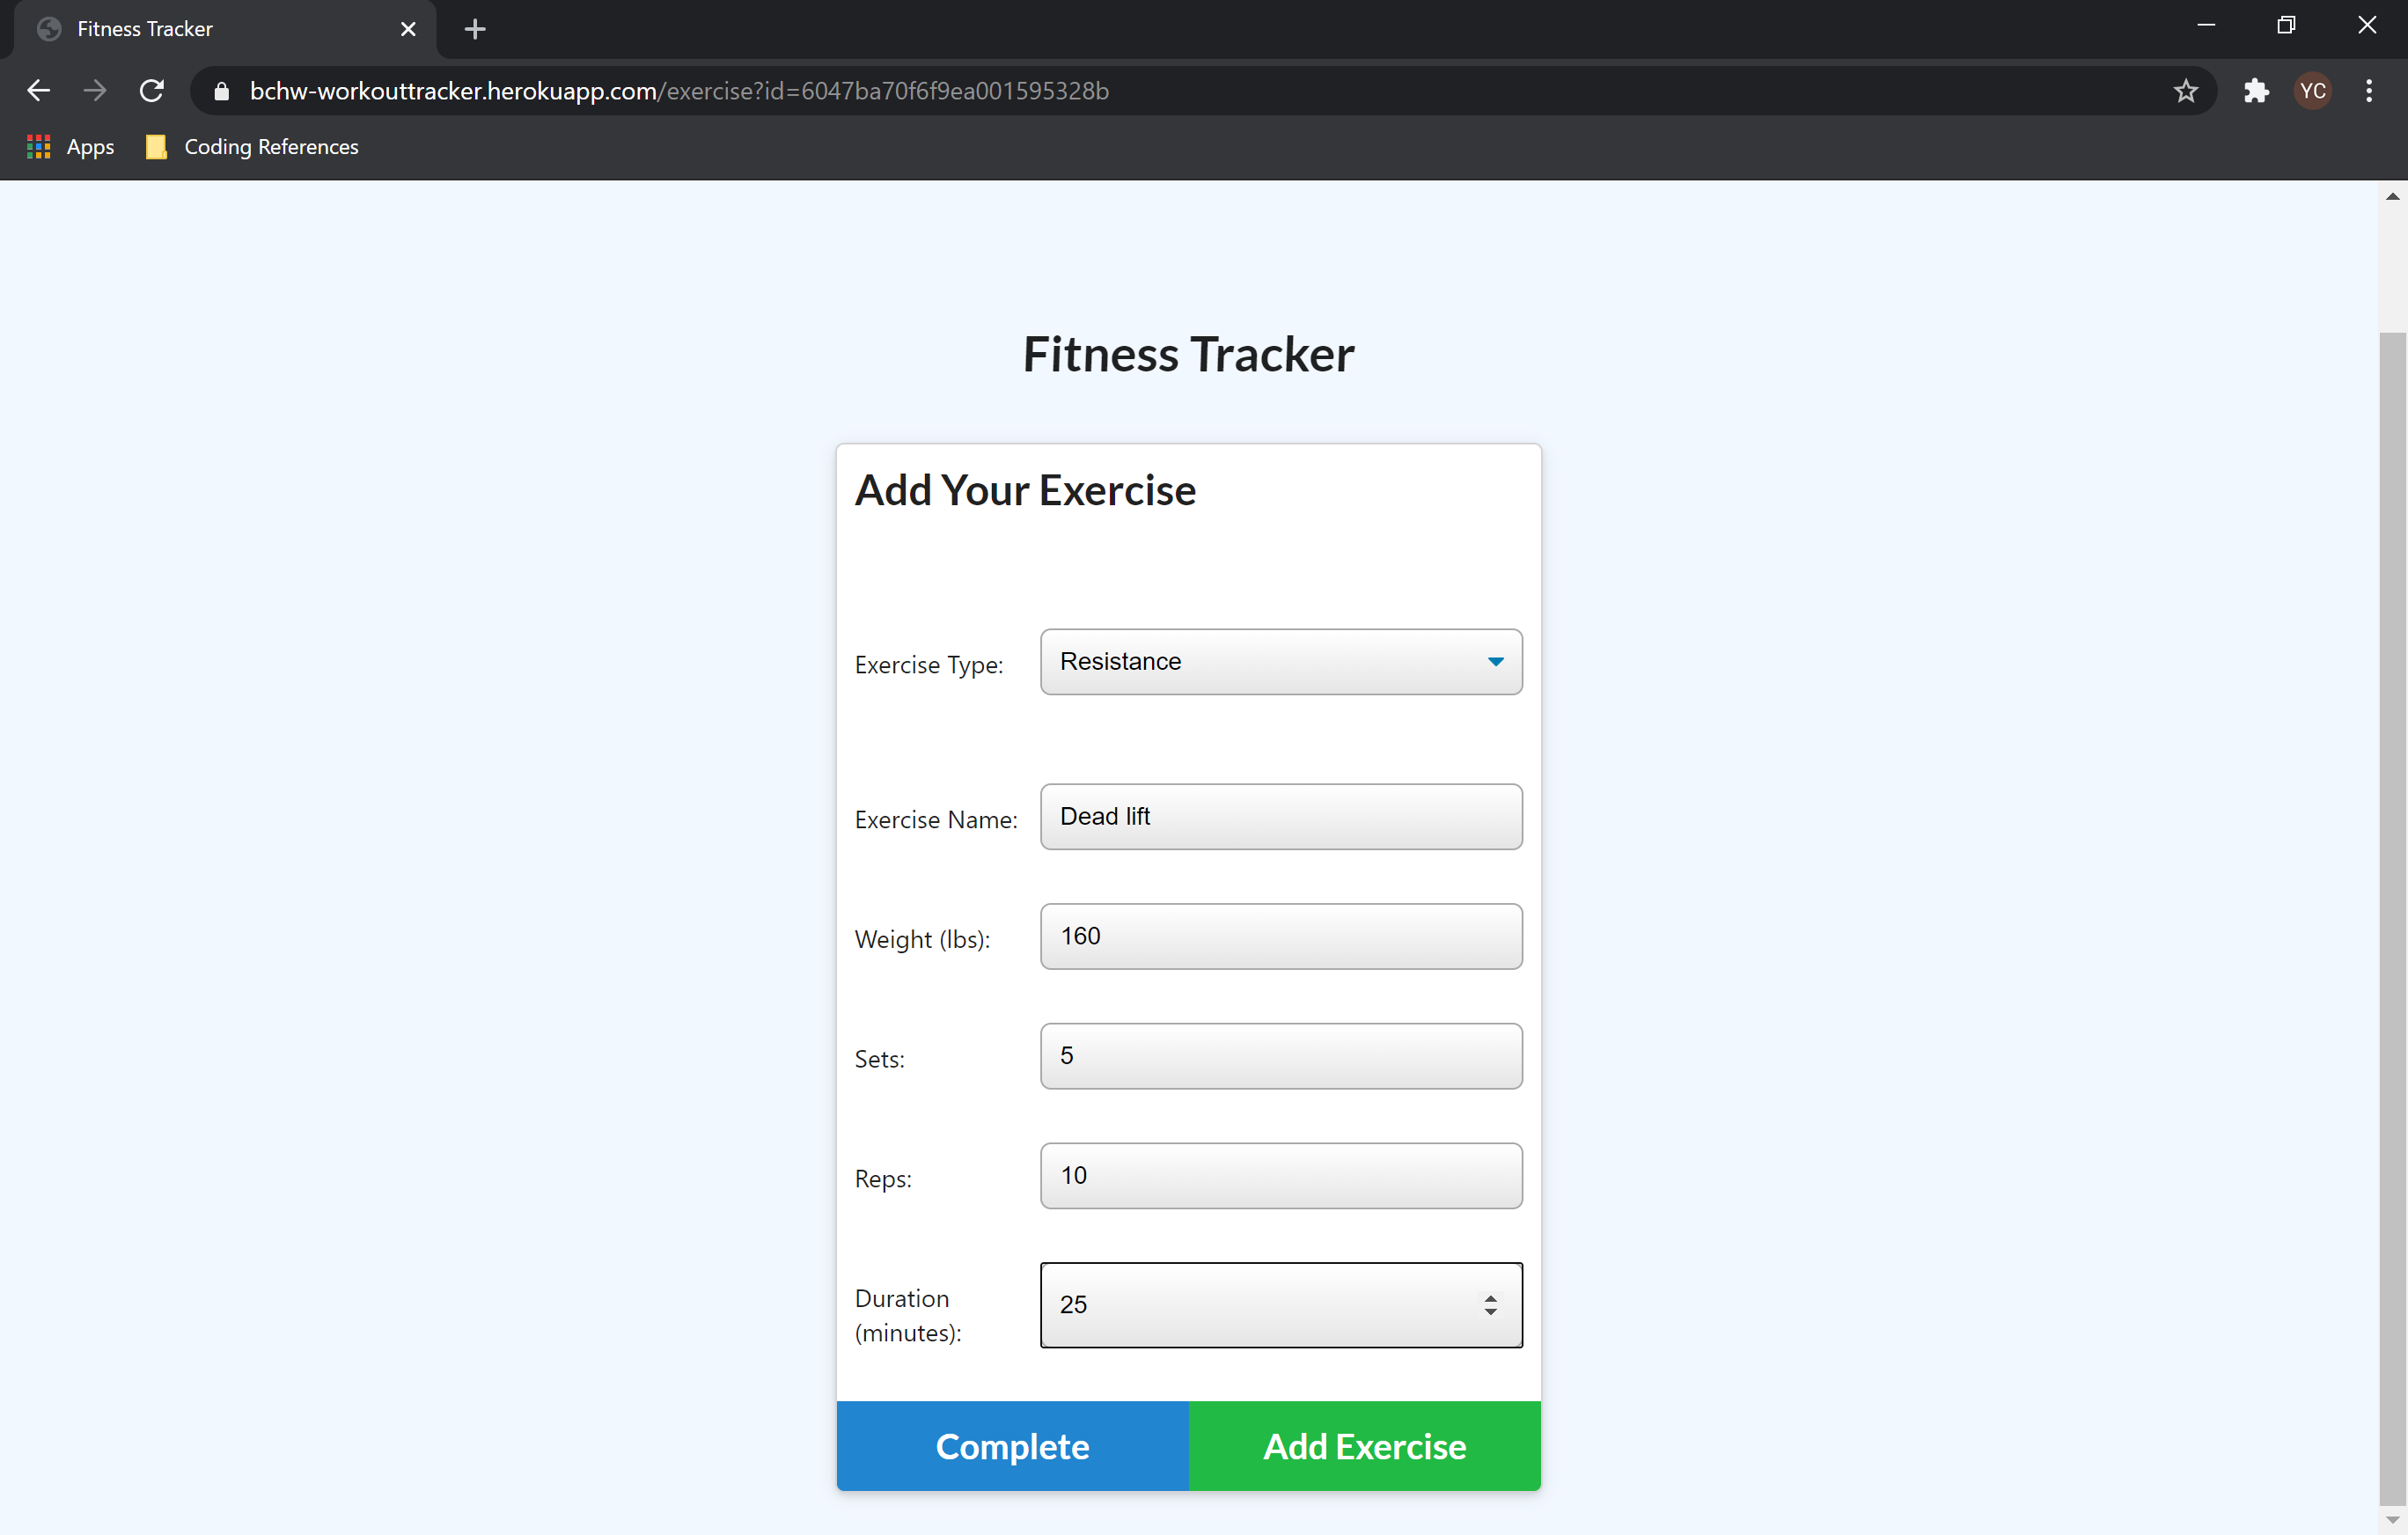 Fitness Tracker
bchw-workouttracker.herokuapp.com/exercise?id=6047ba70f6f9ea001595328b
YC
Apps
Coding References
Fitness Tracker
Add Your Exercise
Exercise Type: Resistance
Exercise Name: Dead lift
Weight (lbs): 160
Sets: 5
Reps: 10
Duration
(minutes): 25
Complete Add Exercise